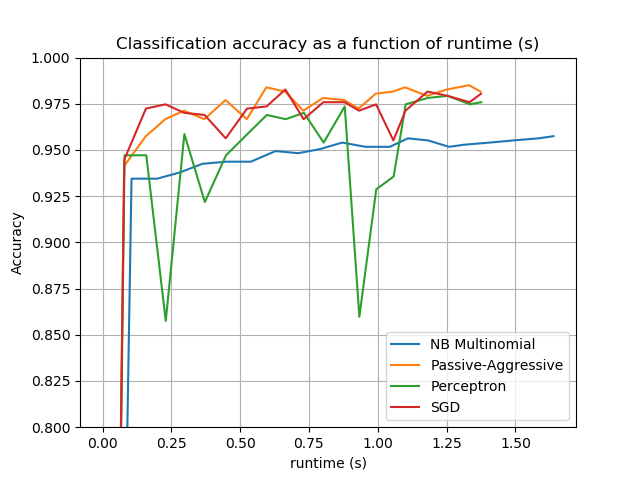 Classification accuracy as a function of runtime (s)
1.000
0.975
0.950
0.925
0.900
0.875
0.850
0.825
0.800
Accuracy
NB Multinomial
Passive-Aggressive
Perceptron
SGD
0.00 0.25 0.50 0.75 1.00 1.25 1.50
runtime (s)